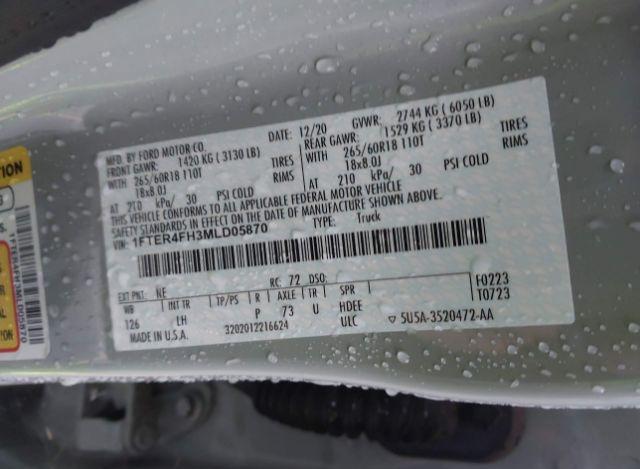 MFD. BY FORD MOTOR CO.
DATE: 12/20 GVWR: 2744 KG ( 6050 LB)
FRONT GAWR: 1420 KG ( 3130 LB) REAR GAWR: 1529 KG ( 3370 LB)
WITH 265/60R18 110T TIRES WITH 265/60R18 110T TIRES
18x8.0J RIMS 18x8.0J RIMS
AT 210 kPa/ 30 PSI COLD AT 210 kPa/ 30 PSI COLD
THIS VEHICLE CONFORMS TO ALL APPLICABLE FEDERAL MOTOR VEHICLE
SAFETY STANDARDS IN EFFECT ON THE DATE OF MANUFACTURE SHOWN ABOVE.
VIN: 1FTER4FH3MLD05870 TYPE: Truck
EXT PNT: NE RC: 72 DSO: F0223
WB INT TR TP/PS R AXLE TR SPR T0723
126 LH P 73 U HDEE
MADE IN U.S.A. 3202012216624 ULC 5U5A-3520472-AA
TION
1FTER4FH3MLD05870